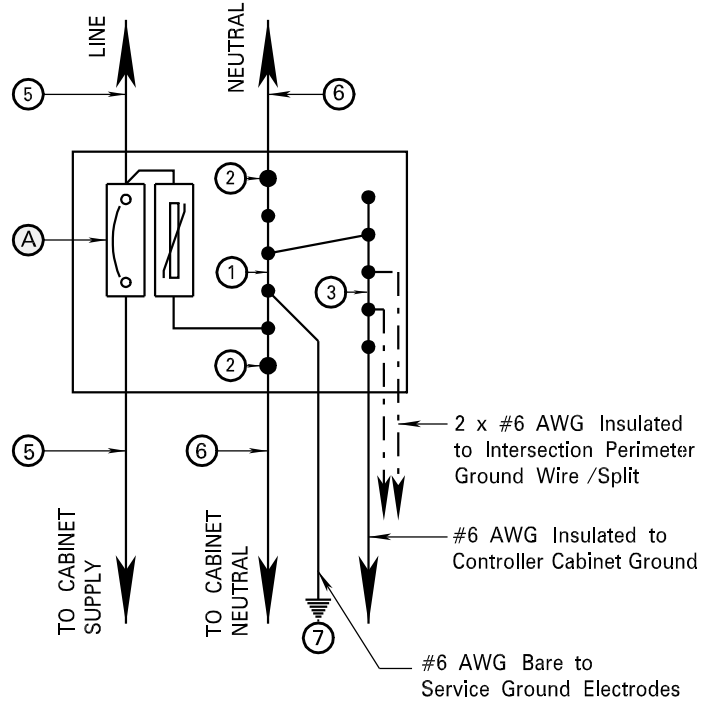 LINE
NEUTRAL
5
6
2
A
1
3
2
5
6
2 x #6 AWG Insulated
to Intersection Perimeter
Ground Wire /Split
#6 AWG Insulated to
Controller Cabinet Ground
TO CABINET
SUPPLY
TO CABINET
NEUTRAL
7
#6 AWG Bare to
Service Ground Electrodes